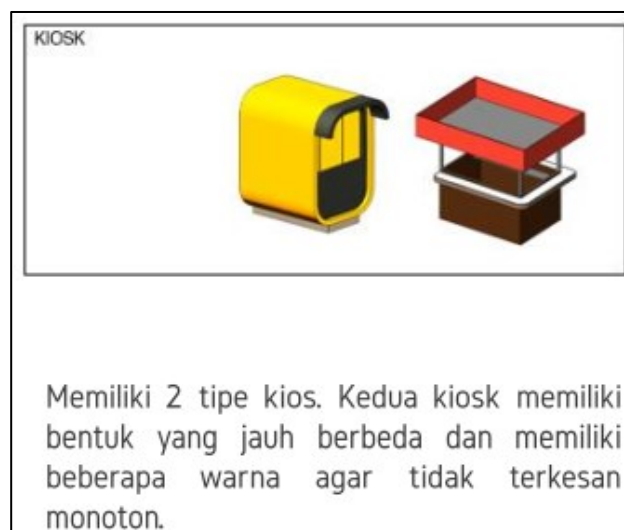 KIOSK
Memiliki 2 tipe kios. Kedua kiosk memiliki
bentuk yang jauh berbeda dan memiliki
beberapa warna agar tidak terkesan
monoton.